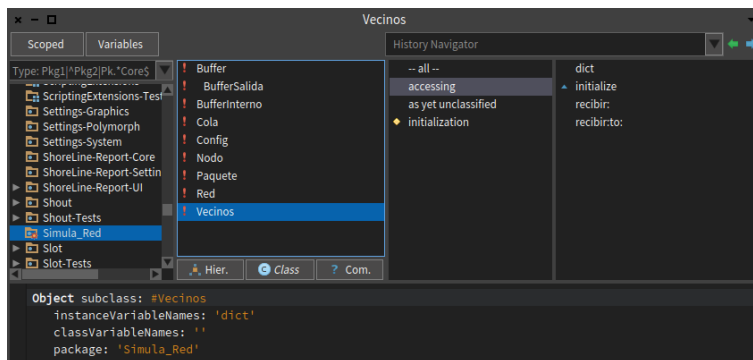 Vecinos
Scoped
Variables
History Navigator
Type: Pkg1|^Pkg2|Pk.*Core$
ScriptingExtensions-Test
Settings-Graphics
Settings-Polymorph
Settings-System
ShoreLine-Report-Core
ShoreLine-Report-Settin
ShoreLine-Report-UI
Shout
Shout-Tests
Simula_Red
Slot
Slot-Tests
Buffer
BufferSalida
BufferInterno
Cola
Config
Nodo
Paquete
Red
Vecinos
Hier.
Class
? Com.
-- all --
accessing
as yet unclassified
initialization
dict
initialize
recibir:
recibir:to:
Object subclass: #Vecinos
instanceVariableNames: 'dict'
classVariableNames: ''
package: 'Simula_Red'